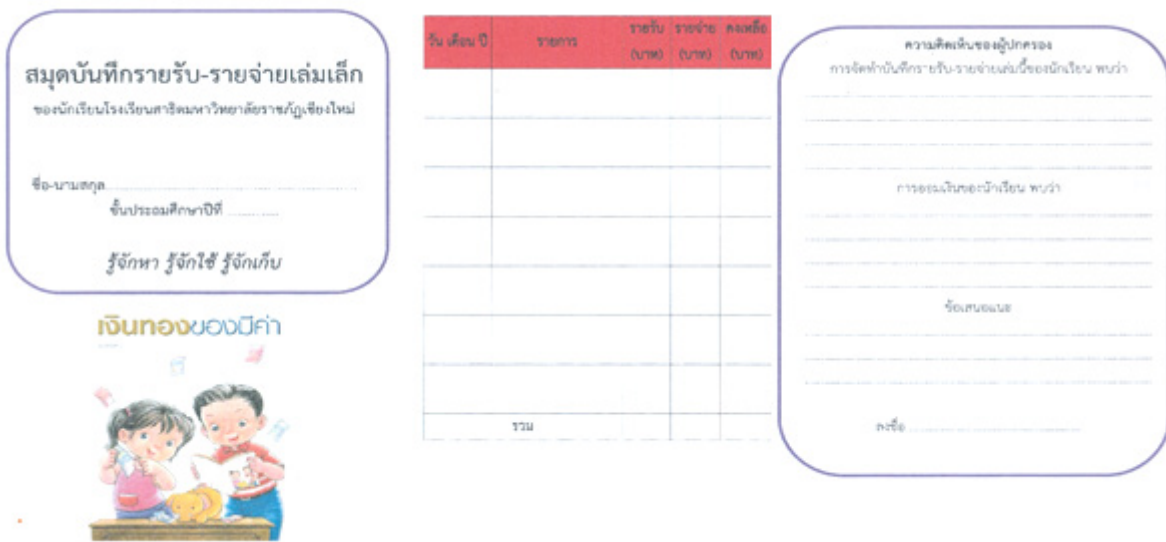 สมุดบันทึกรายรับ-รายจ่ายเล่มเล็ก
ของนักเรียนโรงเรียนสาธิตมหาวิทยาลัยราชภัฏเชียงใหม่
ชื่อ-นามสกุล
ชั้นประถมศึกษาปีที่
รู้จักหา รู้จักใช้ รู้จักเก็บ
เงินทองของมีค่า
วัน เดือน ปี รายการ รายรับ (บาท) รายจ่าย (บาท) คงเหลือ (บาท)
รวม
ความคิดเห็นของผู้ปกครอง
การจัดทำบันทึกรายรับ-รายจ่ายเล่มนี้ของนักเรียน พบว่า
การออมเงินของนักเรียน พบว่า
ข้อเสนอแนะ
ลงชื่อ